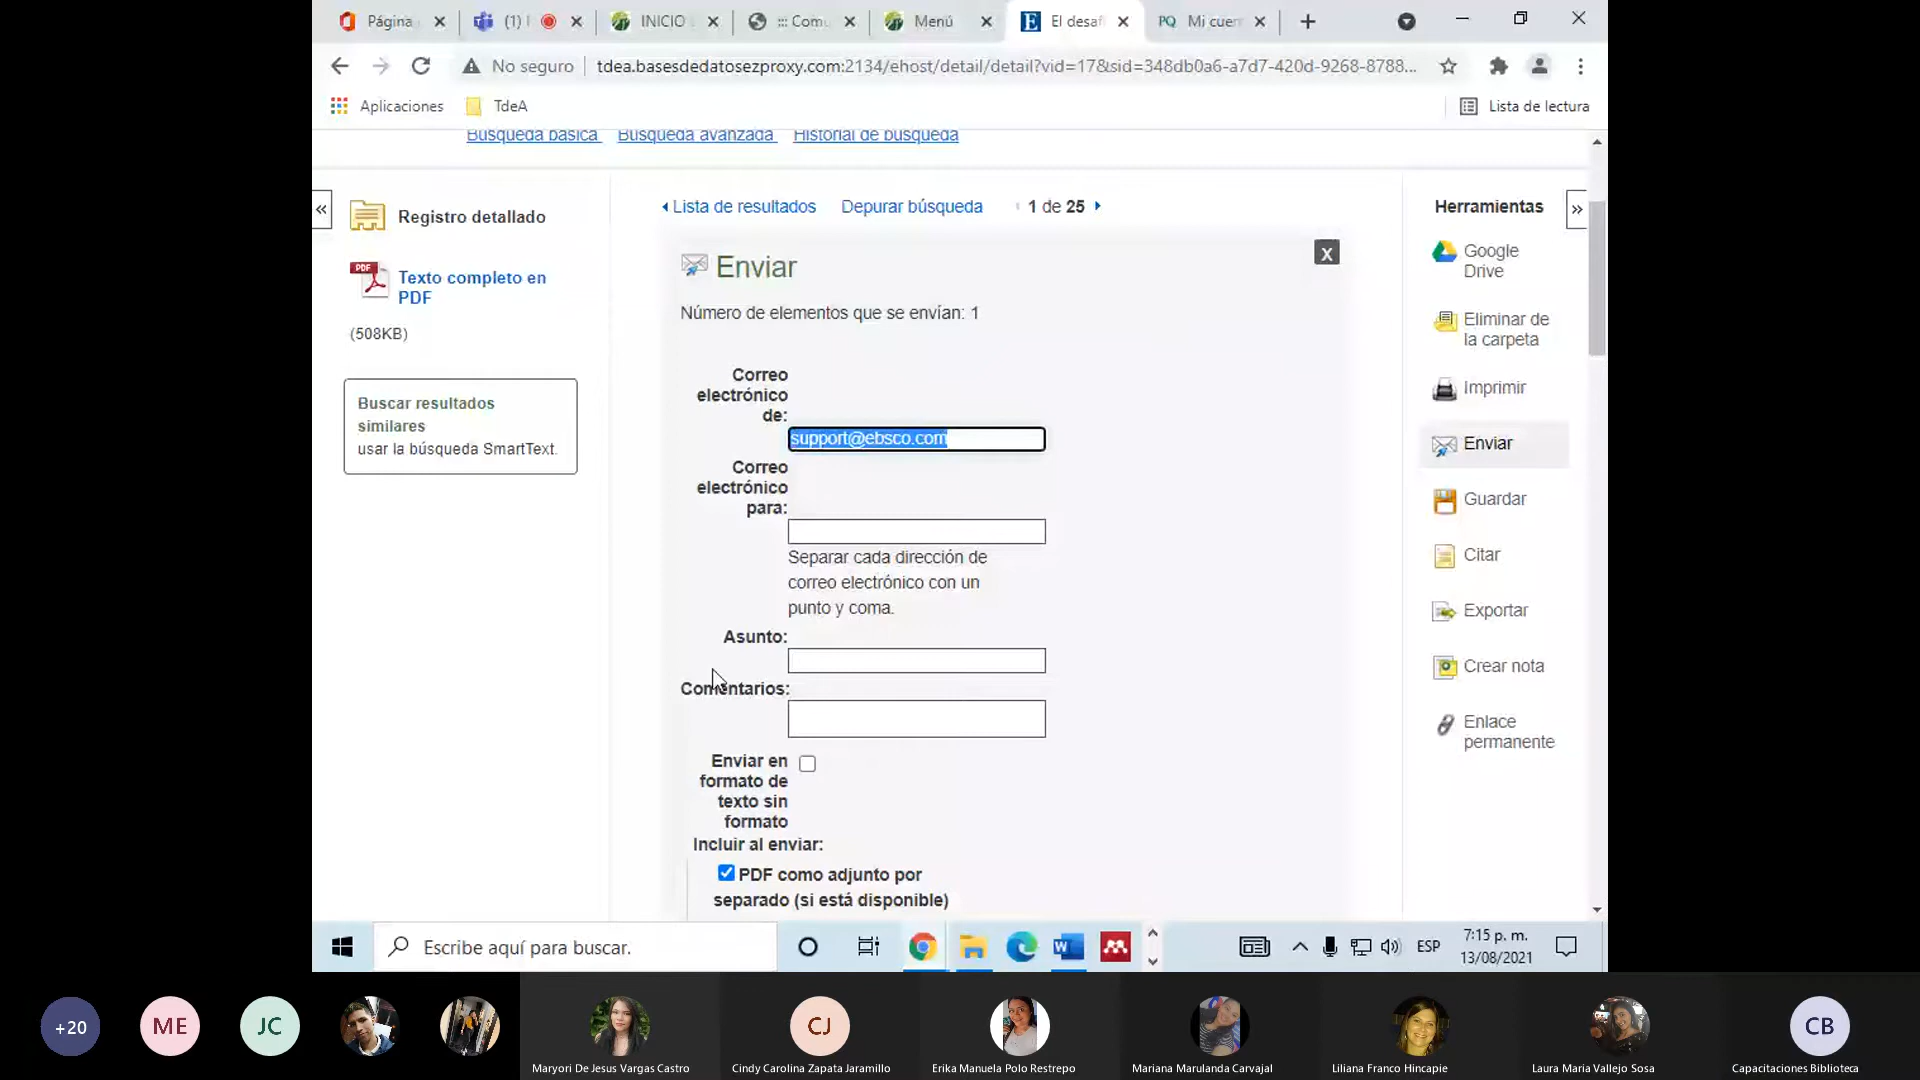 Página
(1)
INICIO
::: Com
Menú
El desaf
PQ
Mi cuen
No seguro
tdea.basesdedatosezproxy.com:2134/ehost/detail/detail?vid=17&sid=348db0a6-a7d7-420d-9268-8788...
Aplicaciones
TdeA
Lista de lectura
Búsqueda básica
Búsqueda avanzada
Historial de búsqueda
Registro detallado
PDF
Texto completo en
PDF
(508KB)
Buscar resultados
similares
usar la búsqueda SmartText.
Lista de resultados
Depurar búsqueda
1 de 25
Enviar
X
Número de elementos que se envían: 1
Correo
electrónico
de:
support@ebsco.com
Correo
electrónico
para:
Separar cada dirección de
correo electrónico con un
punto y coma.
Asunto:
Comentarios:
Enviar en
formato de
texto sin
formato
Incluir al enviar:
PDF como adjunto por
separado (si está disponible)
Herramientas
Google
Drive
Eliminar de
la carpeta
Imprimir
Enviar
Guardar
Citar
Exportar
Crear nota
Enlace
permanente
Escribe aquí para buscar.
ESP
7:15 p. m.
13/08/2021
+20
ME
JC
CJ
CB
Maryori De Jesus Vargas Castro
Cindy Carolina Zapata Jaramillo
Erika Manuela Polo Restrepo
Mariana Marulanda Carvajal
Liliana Franco Hincapie
Laura Maria Vallejo Sosa
Capacitaciones Biblioteca